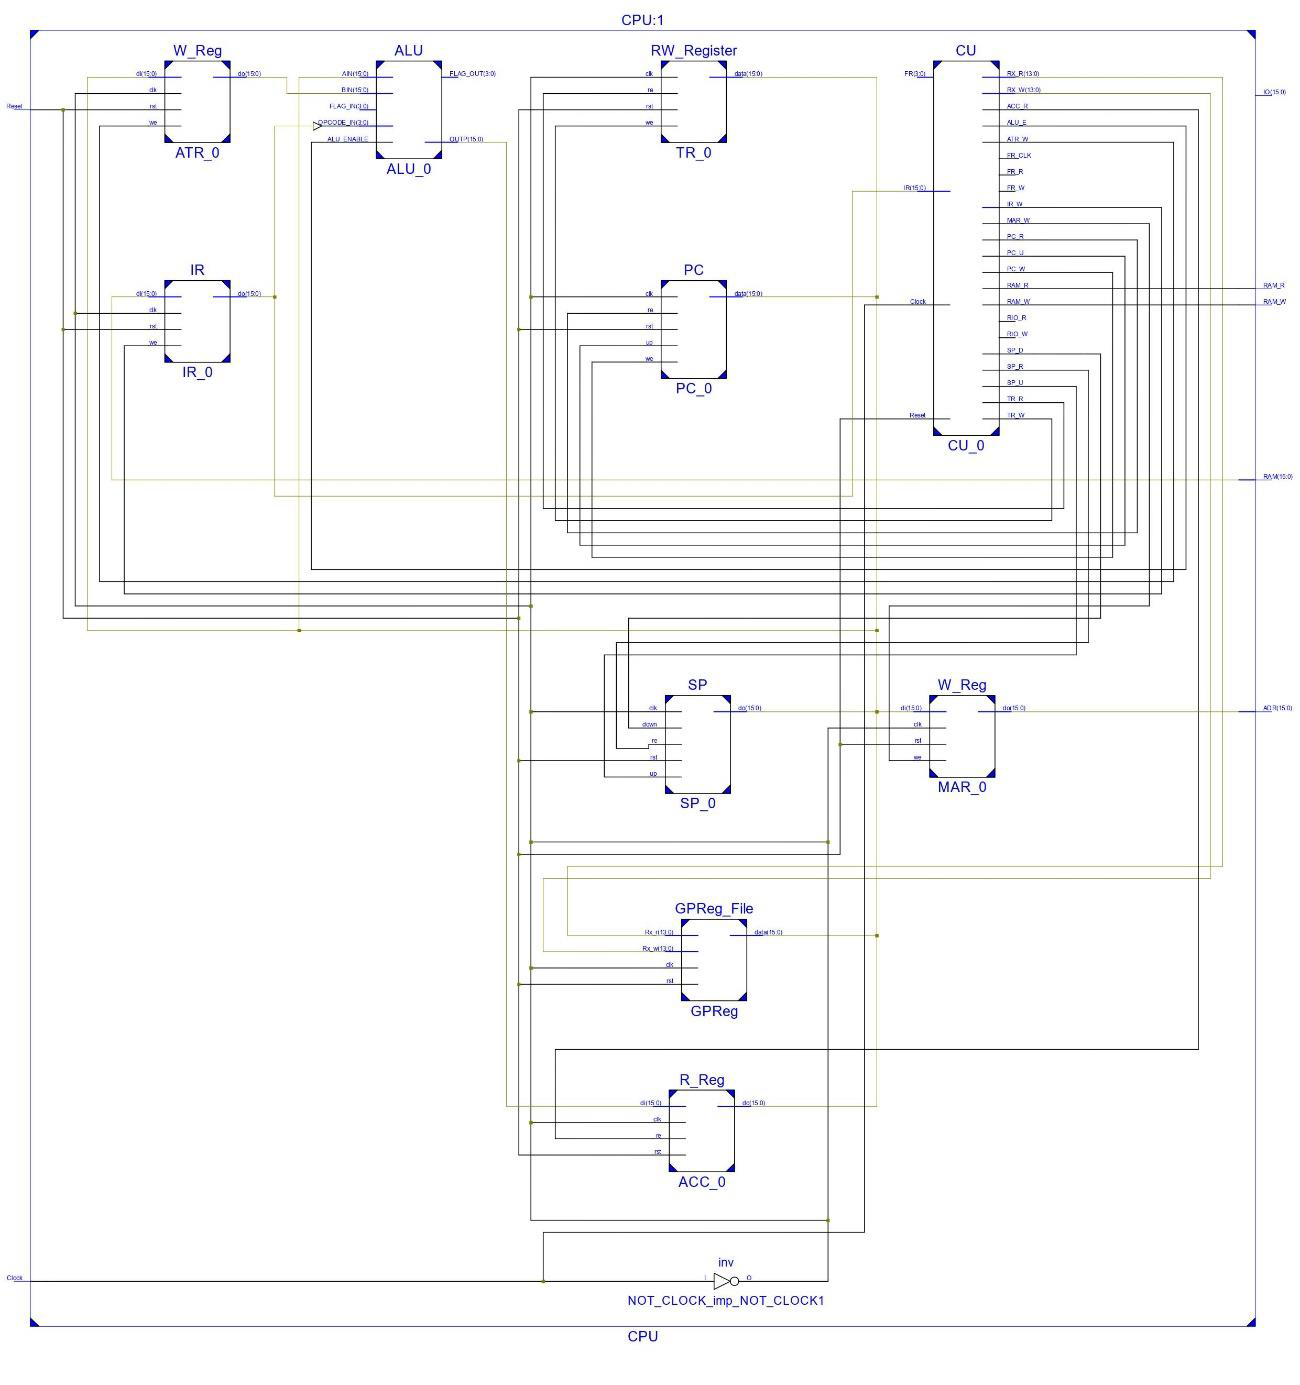 CPU:1
W_Reg
di(15:0)
clk
rst
we
do(15:0)
ATR_0
ALU
AIN(15:0)
BIN(15:0)
FLAG_IN(3:0)
OPCODE_IN(3:0)
ALU_ENABLE
FLAG_OUT(3:0)
OUTP(15:0)
ALU_0
RW_Register
clk
re
rst
we
data(15:0)
TR_0
CU
FR(3:0)
IR(15:0)
Clock
Reset
RX_R(13:0)
RX_W(13:0)
ACC_R
ALU_E
ATR_W
FR_CLK
FR_R
FR_W
IR_W
MAR_W
PC_R
PC_U
PC_W
RAM_R
RAM_W
RIO_R
RIO_W
SP_D
SP_R
SP_U
TR_R
TR_W
CU_0
Reset
IO(15:0)
RAM_R
RAM_W
RAM(15:0)
ADR(15:0)
IR
di(15:0)
clk
rst
we
do(15:0)
IR_0
PC
clk
re
rst
up
we
data(15:0)
PC_0
SP
clk
down
re
rst
up
do(15:0)
SP_0
W_Reg
di(15:0)
clk
rst
we
do(15:0)
MAR_0
GPReg_File
Rx_r(13:0)
Rx_w(13:0)
clk
rst
data(15:0)
GPReg
R_Reg
di(15:0)
clk
re
rst
do(15:0)
ACC_0
Clock
inv
I
O
NOT_CLOCK_imp_NOT_CLOCK1
CPU